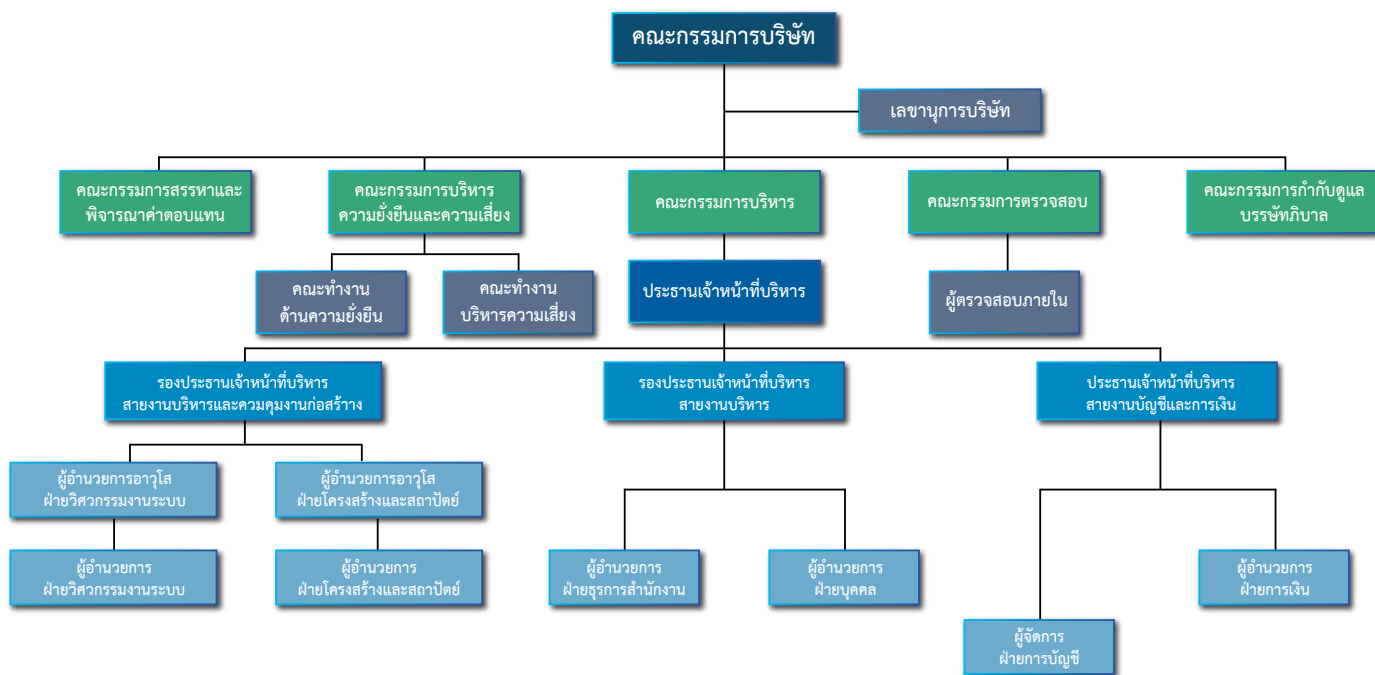 คณะกรรมการบริษัท
เลขานุการบริษัท
คณะกรรมการสรรหาและ
พิจารณาค่าตอบแทน
คณะกรรมการบริหาร
ความยั่งยืนและความเสี่ยง
คณะกรรมการบริหาร
คณะกรรมการตรวจสอบ
คณะกรรมการกำกับดูแล
บรรษัทภิบาล
คณะทำงาน
ด้านความยั่งยืน
คณะทำงาน
บริหารความเสี่ยง
ประธานเจ้าหน้าที่บริหาร
ผู้ตรวจสอบภายใน
รองประธานเจ้าหน้าที่บริหาร
สายงานบริหารและควมคุมงานก่อสร้าาง
รองประธานเจ้าหน้าที่บริหาร
สายงานบริหาร
ประธานเจ้าหน้าที่บริหาร
สายงานบัญชีและการเงิน
ผู้อำนวยการอาวุโส
ฝ่ายวิศวกรรมงานระบบ
ผู้อำนวยการอาวุโส
ฝ่ายโครงสร้างและสถาปัตย์
ผู้อำนวยการ
ฝ่ายวิศวกรรมงานระบบ
ผู้อำนวยการ
ฝ่ายโครงสร้างและสถาปัตย์
ผู้อำนวยการ
ฝ่ายธุรการสำนักงาน
ผู้อำนวยการ
ฝ่ายบุคคล
ผู้อำนวยการ
ฝ่ายการเงิน
ผู้จัดการ
ฝ่ายการบัญชี